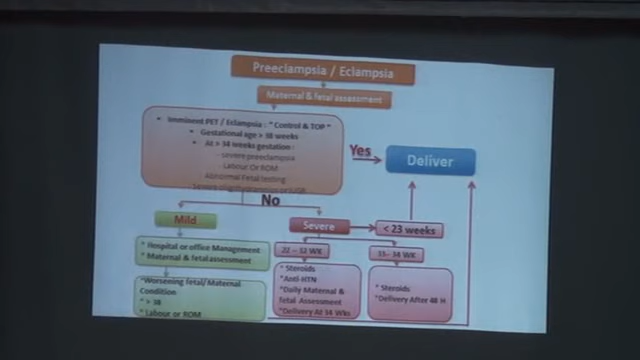 Preeclampsia / Eclampsia
Maternal & fetal assessment
* Imminent PET / Eclampsia : " Control & TOP "
* Gestational age > 38 weeks
* At > 34 weeks gestation :
- severe preeclampsia
- Labour Or ROM
Abnormal Fetal testing
Yes
Deliver
No
Mild
Severe
< 23 weeks
* Hospital or office Management
* Maternal & fetal assessment
*Worsening Fetal/Maternal
Condition
* > 38
* Labour or ROM
* Steroids
*Anti-HTN
*Daily Maternal &
fetal Assessment
*Delivery At 34 Wks
33 - 34 WK
* Steroids
*Delivery After 48 H